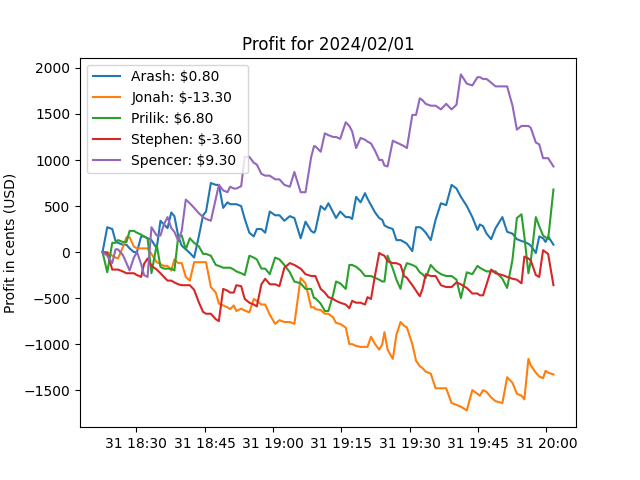 Profit for 2024/02/01
Arash: $0.80
Jonah: $-13.30
Prilik: $6.80
Stephen: $-3.60
Spencer: $9.30
Profit in cents (USD)
2000
1500
1000
500
0
−500
−1000
−1500
31 18:30 31 18:45 31 19:00 31 19:15 31 19:30 31 19:45 31 20:00